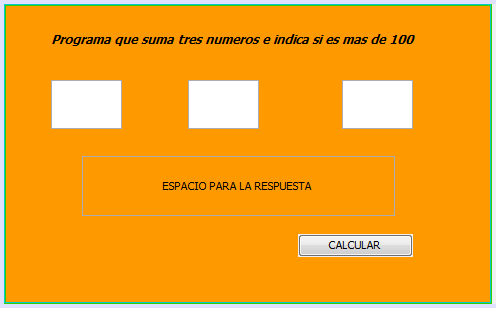 Programa que suma tres numeros e indica si es mas de 100
ESPACIO PARA LA RESPUESTA
CALCULAR